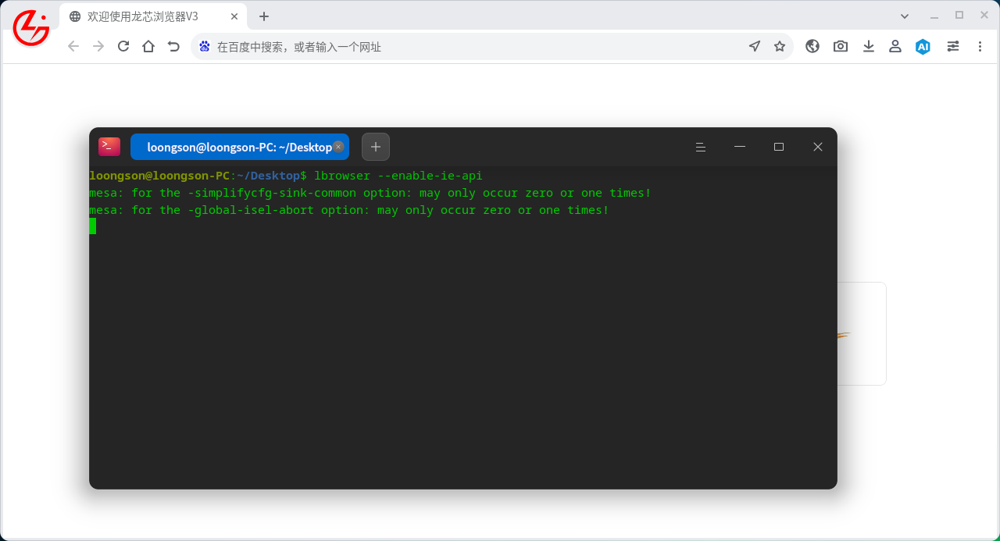 欢迎使用龙芯浏览器V3
在百度中搜索，或者输入一个网址
AI
loongson@loongson-PC: ~/Desktop
loongson@loongson-PC:~/Desktop$ lbrowser --enable-ie-api
mesa: for the -simplifycfg-sink-common option: may only occur zero or one times!
mesa: for the -global-isel-abort option: may only occur zero or one times!